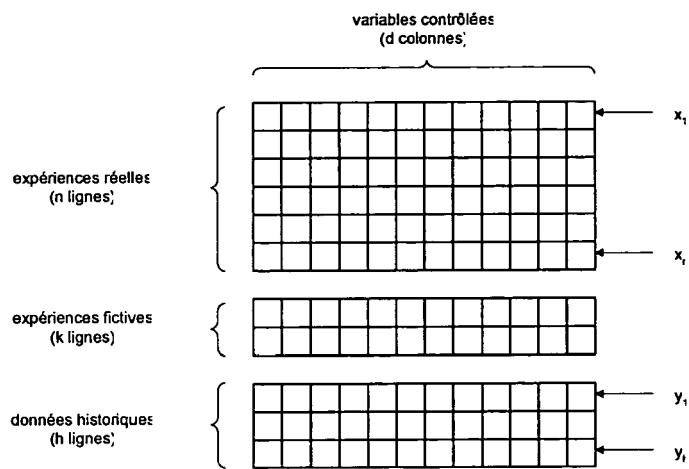 variables contrôlées
(d colonnes)
x₁
expériences réelles
(n lignes)
xₙ
expériences fictives
(k lignes)
données historiques
(h lignes)
y₁
yₕ